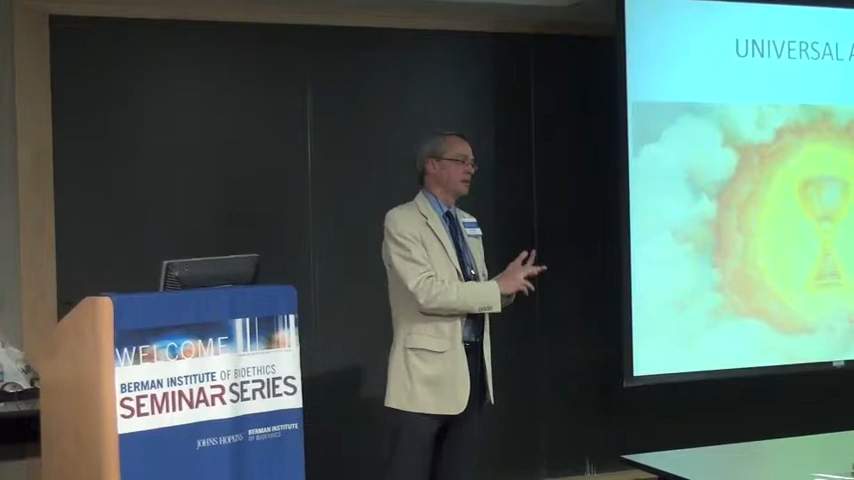 UNIVERSAL A
WELCOME
BERMAN INSTITUTE OF BIOETHICS
SEMINAR SERIES
JOHNS HOPKINS
BERMAN INSTITUTE
OF BIOETHICS